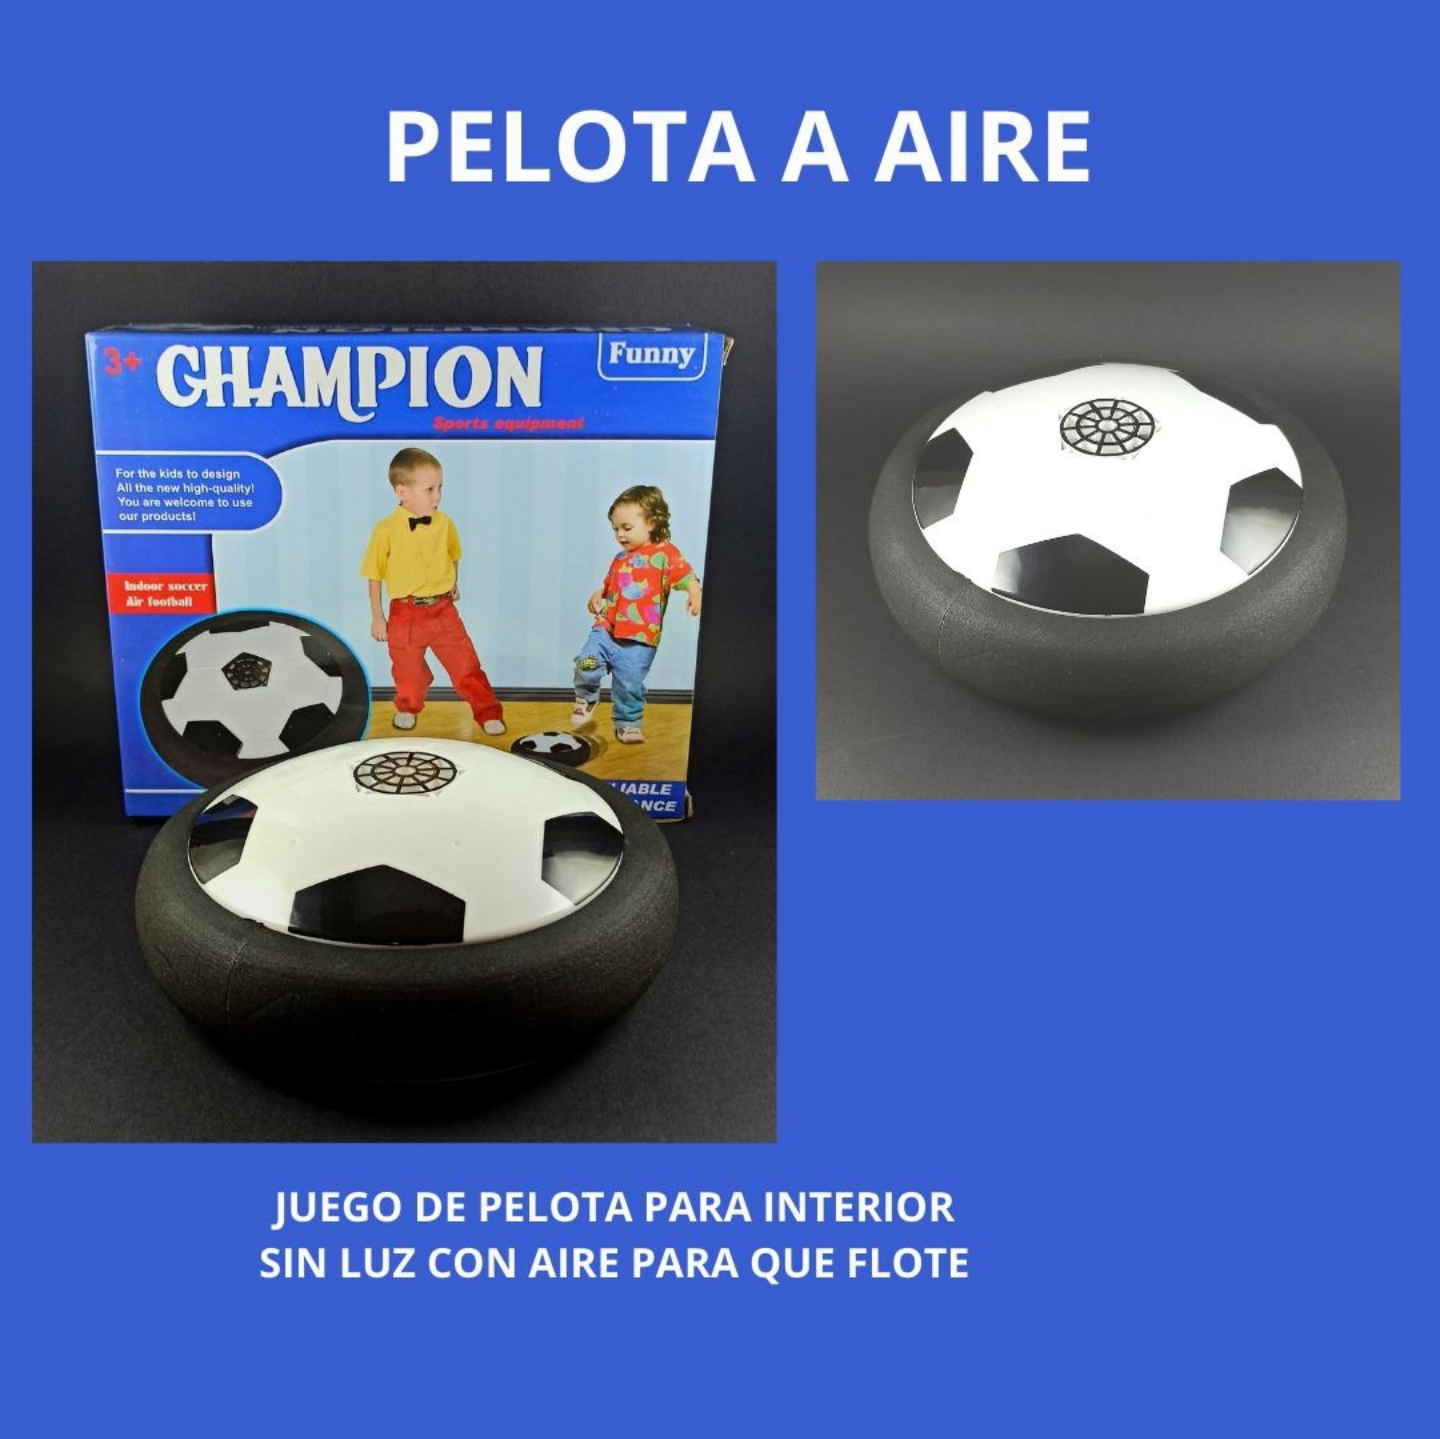 PELOTA A AIRE
3+
CHAMPION
Funny
Sports equipment
For the kids to design
All the new high-quality!
You are welcome to use
our products!
Indoor soccer
Air football
JUEGO DE PELOTA PARA INTERIOR
SIN LUZ CON AIRE PARA QUE FLOTE